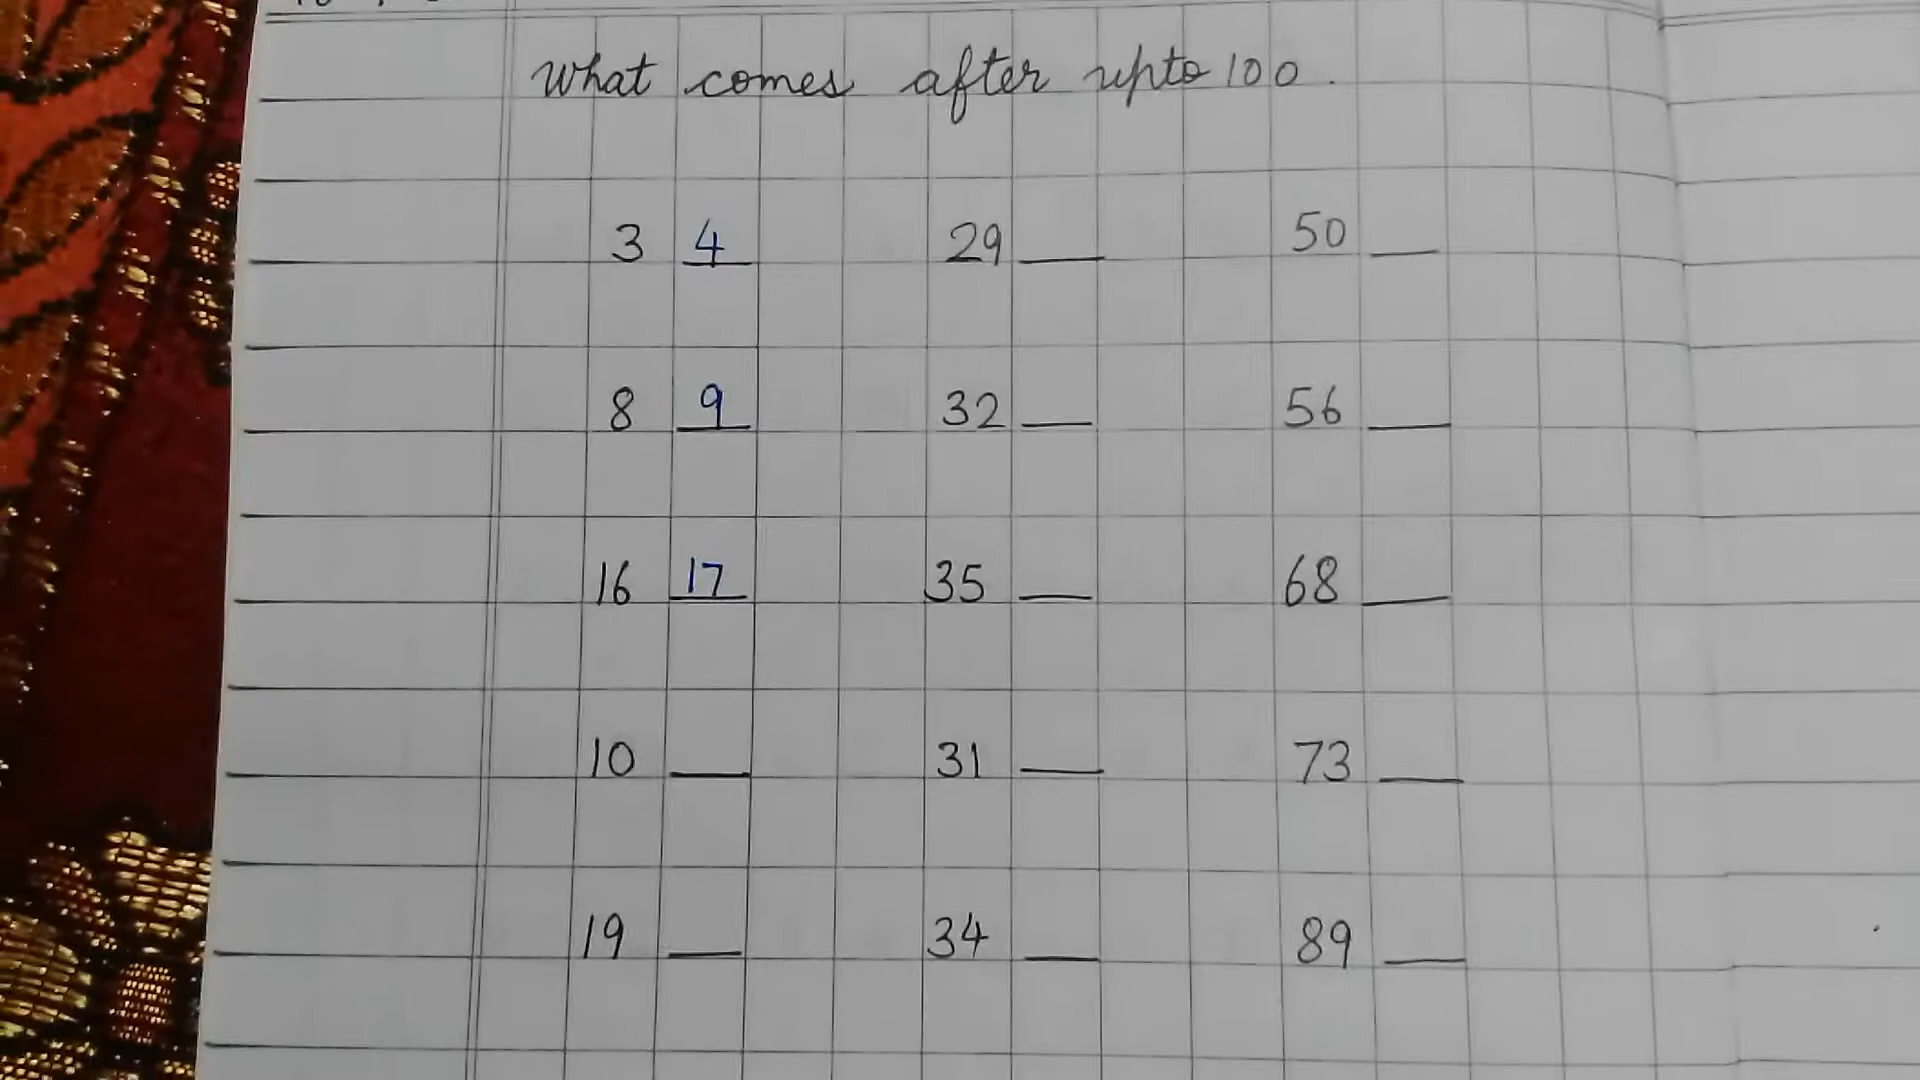 What comes after upto 100.
3 4 29 __ 50 __
8 9 32 __ 56 __
16 17 35 __ 68 __
10 __ 31 __ 73 __
19 __ 34 __ 89 __